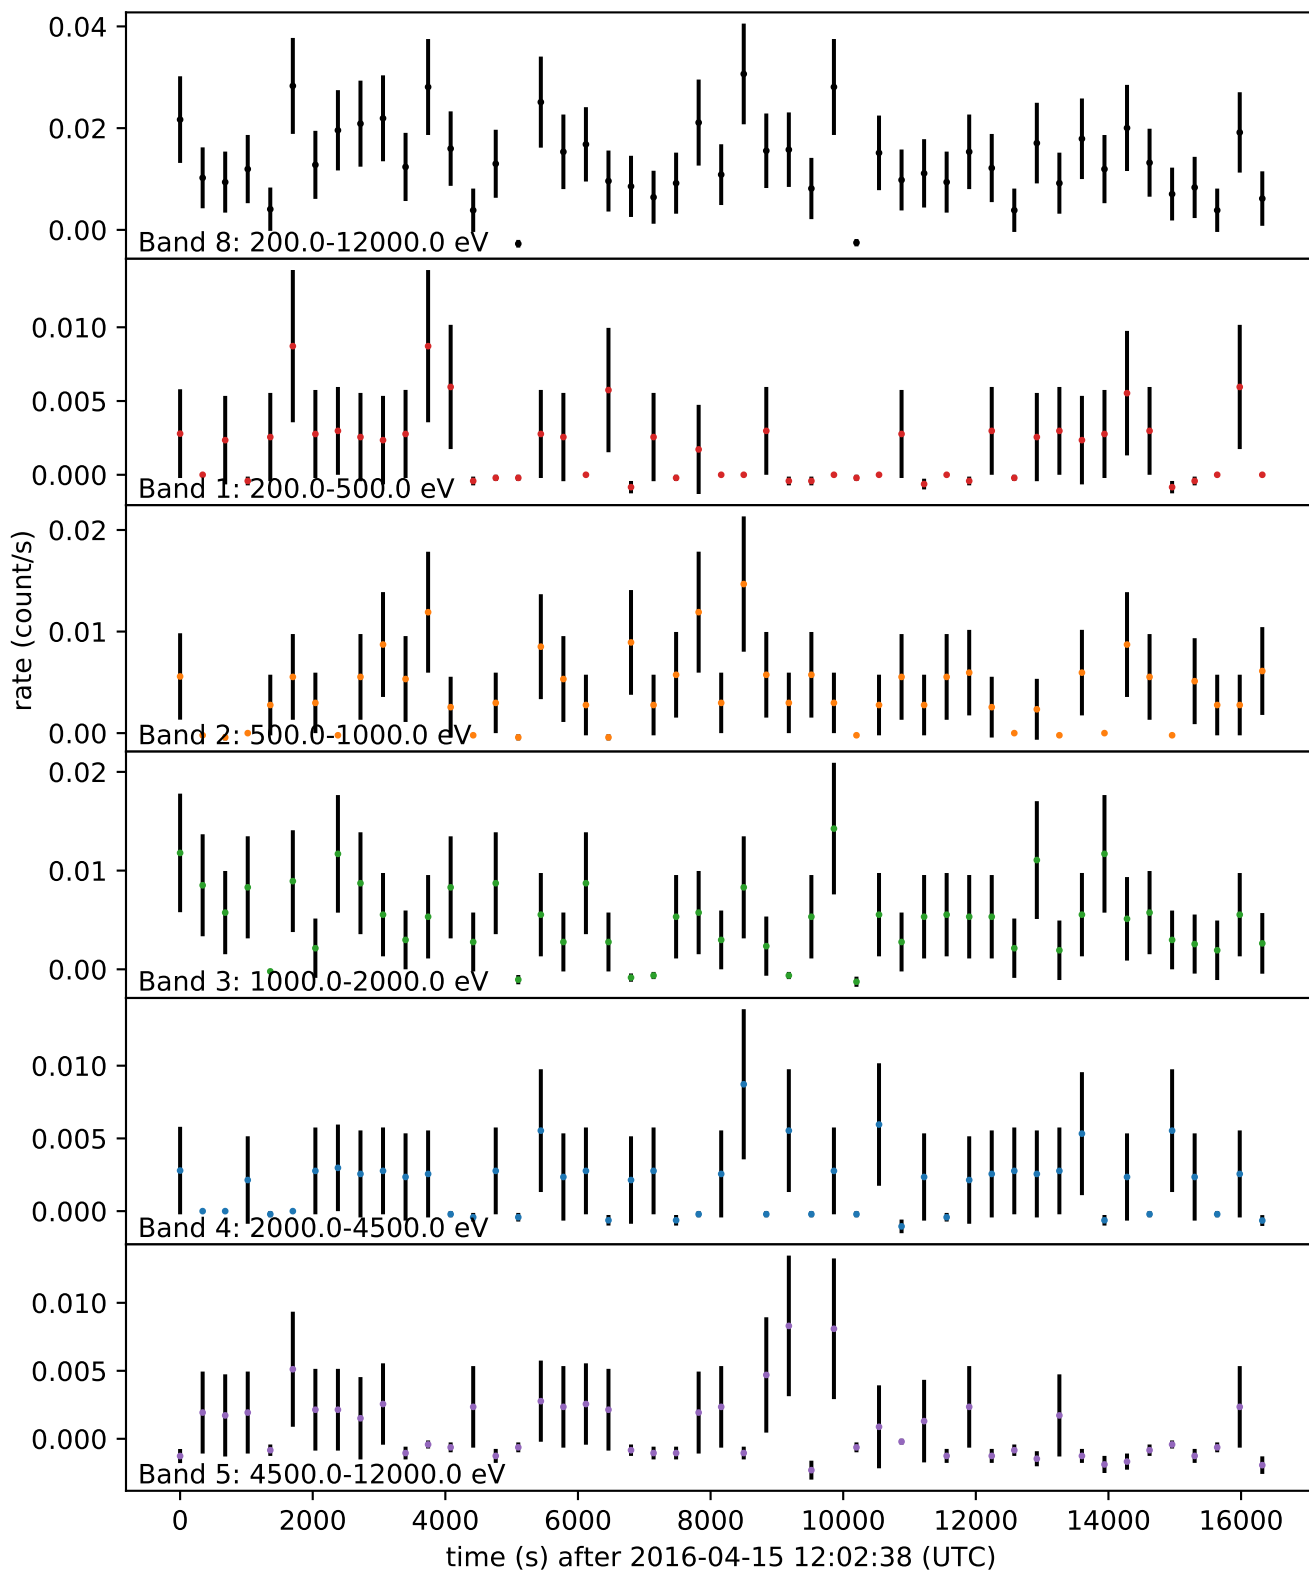 0.04
0.02
0.00
Band 8: 200.0-12000.0 eV
0.010
0.005
0.000
Band 1: 200.0-500.0 eV
rate (count/s)
0.02
0.01
0.00
Band 2: 500.0-1000.0 eV
0.02
0.01
0.00
Band 3: 1000.0-2000.0 eV
0.010
0.005
0.000
Band 4: 2000.0-4500.0 eV
0.010
0.005
0.000
Band 5: 4500.0-12000.0 eV
0 2000 4000 6000 8000 10000 12000 14000 16000
time (s) after 2016-04-15 12:02:38 (UTC)